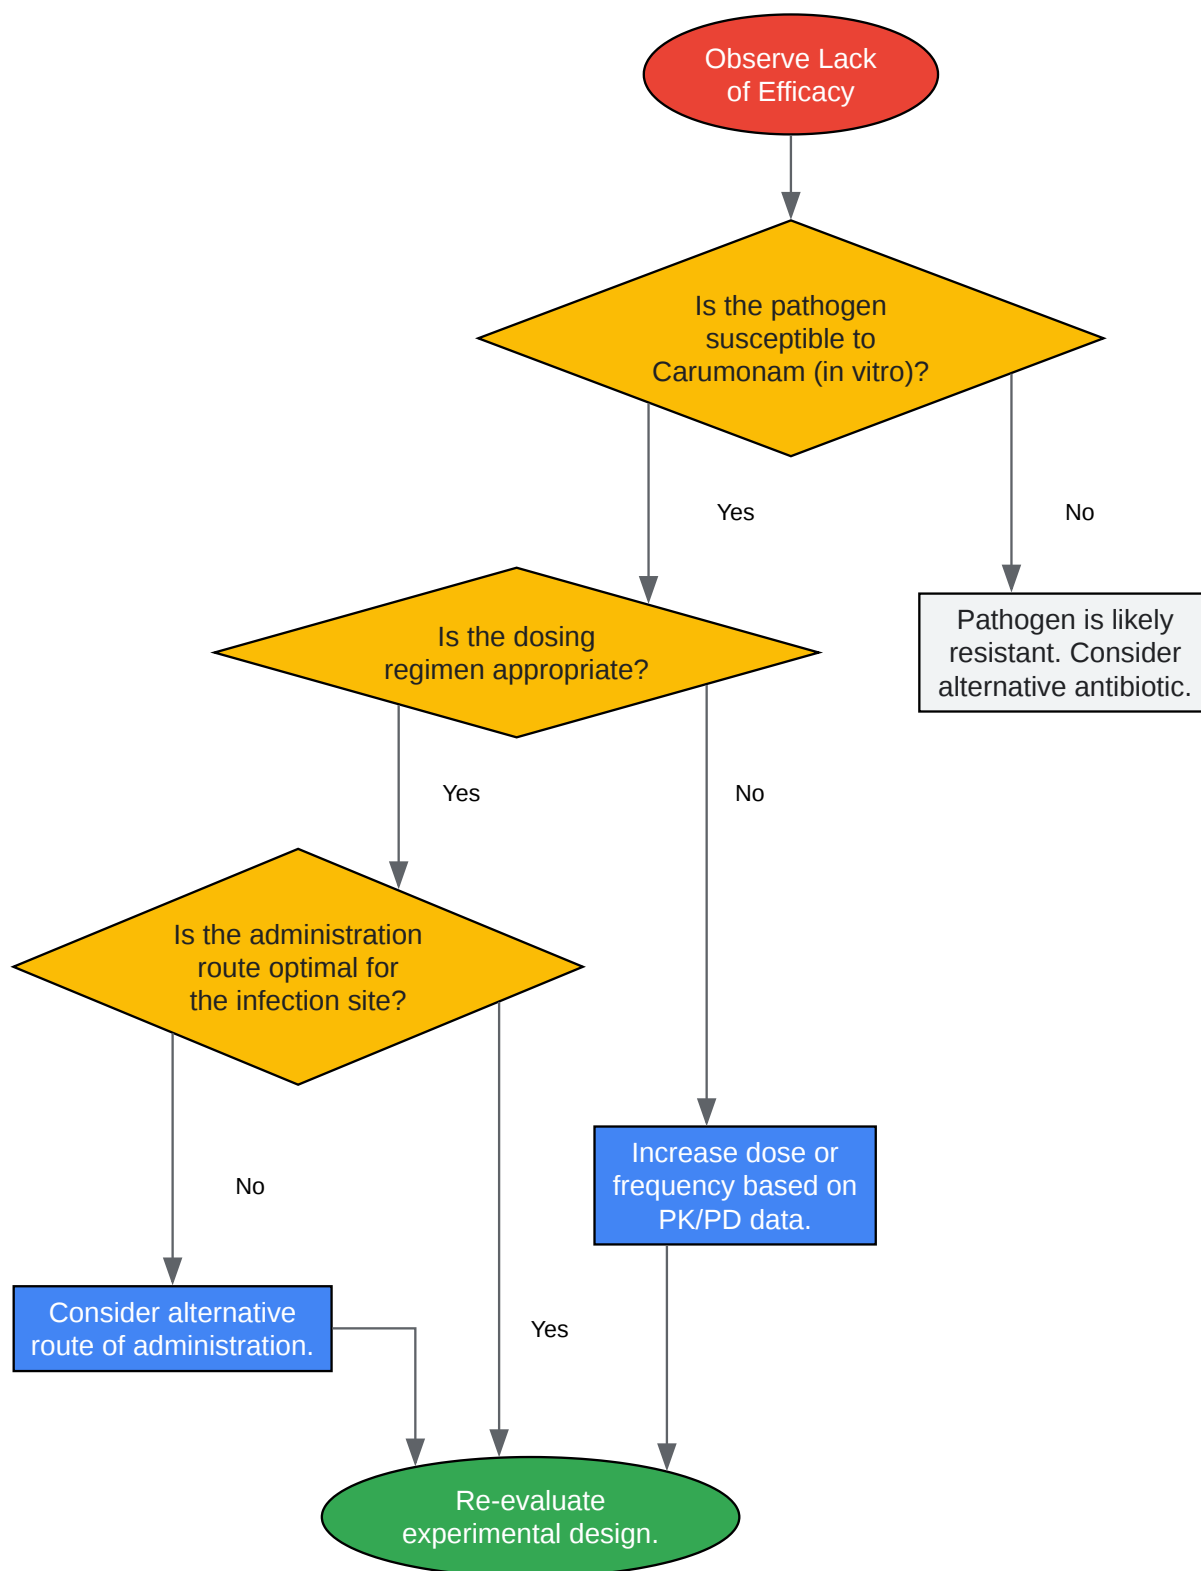 Observe Lack
of Efficacy
Is the pathogen
susceptible to
Carumonam (in vitro)?
Yes
No
Is the dosing
regimen appropriate?
Pathogen is likely
resistant. Consider
alternative antibiotic.
Yes
No
Is the administration
route optimal for
the infection site?
Increase dose or
frequency based on
PK/PD data.
No
Consider alternative
route of administration.
Yes
Re-evaluate
experimental design.